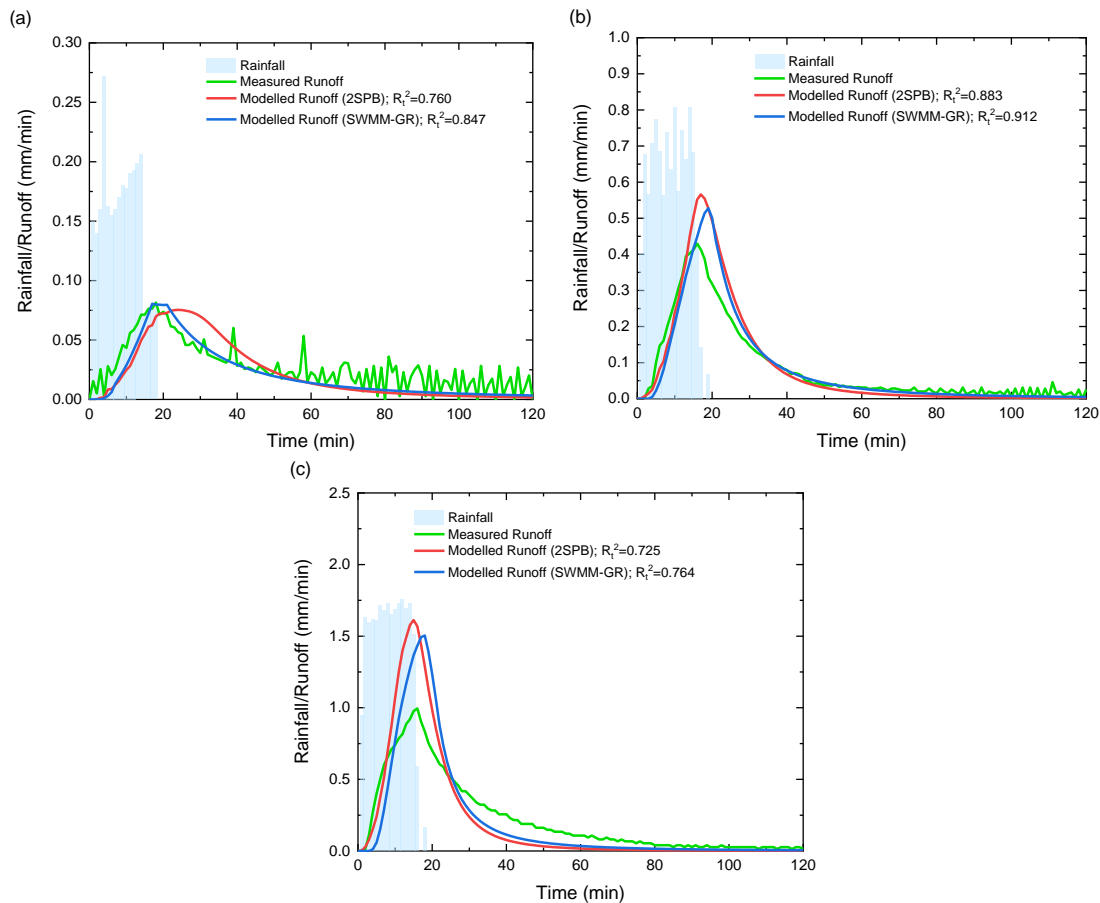 (a)
0.30
0.25
0.20
0.15
0.10
0.05
0.00
Rainfall/Runoff (mm/min)
Rainfall
Measured Runoff
Modelled Runoff (2SPB); Rt²=0.760
Modelled Runoff (SWMM-GR); Rt²=0.847
0 20 40 60 80 100 120
Time (min)
(b)
1.0
0.9
0.8
0.7
0.6
0.5
0.4
0.3
0.2
0.1
0.0
Rainfall/Runoff (mm/min)
Rainfall
Measured Runoff
Modelled Runoff (2SPB); Rt²=0.883
Modelled Runoff (SWMM-GR); Rt²=0.912
0 20 40 60 80 100 120
Time (min)
(c)
2.5
2.0
1.5
1.0
0.5
0.0
Rainfall/Runoff (mm/min)
Rainfall
Measured Runoff
Modelled Runoff (2SPB); Rt²=0.725
Modelled Runoff (SWMM-GR); Rt²=0.764
0 20 40 60 80 100 120
Time (min)